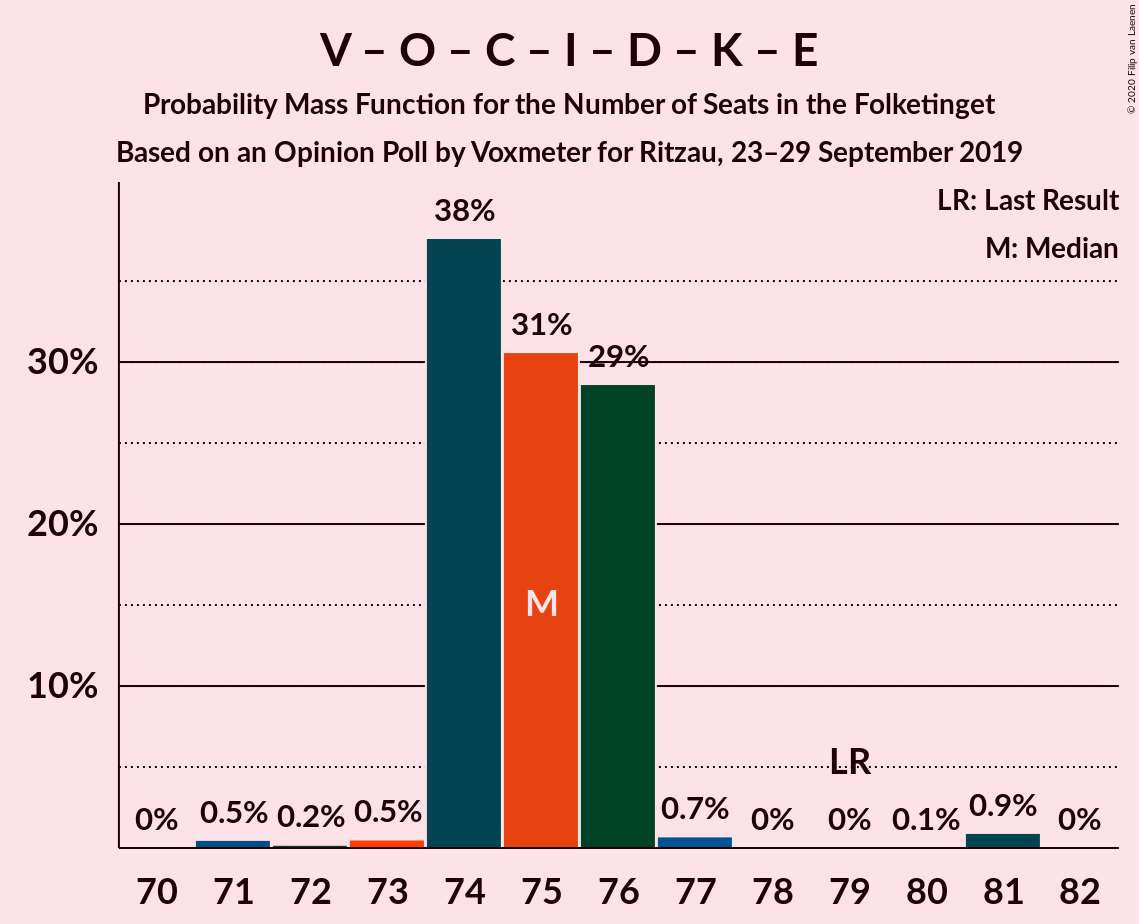 V – O – C – I – D – K – E
Probability Mass Function for the Number of Seats in the Folketinget
Based on an Opinion Poll by Voxmeter for Ritzau, 23–29 September 2019
© 2020 Filip van Laenen
LR: Last Result
M: Median
38%
31%
29%
30%
20%
M
10%
LR
0% 0.5% 0.2% 0.5% 0.7% 0% 0% 0.1% 0.9% 0%
70 71 72 73 74 75 76 77 78 79 80 81 82